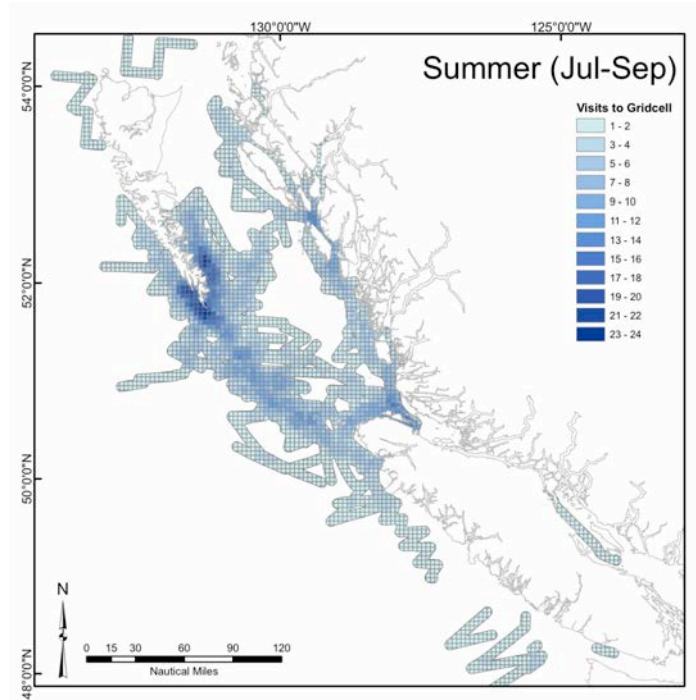 130°0'0"W
125°0'0"W
Summer (Jul-Sep)
54°0'0"N
Visits to Gridcell
1 - 2
3 - 4
5 - 6
7 - 8
9 - 10
11 - 12
13 - 14
15 - 16
17 - 18
19 - 20
21 - 22
23 - 24
52°0'0"N
50°0'0"N
N
0 15 30 60 90 120
Nautical Miles
48°0'0"N